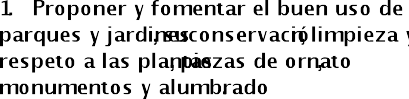 1. Proponer y fomentar el buen uso de
parques y jardines, su conservación, limpieza y
respeto a las plantas, piezas de ornato,
monumentos y alumbrado